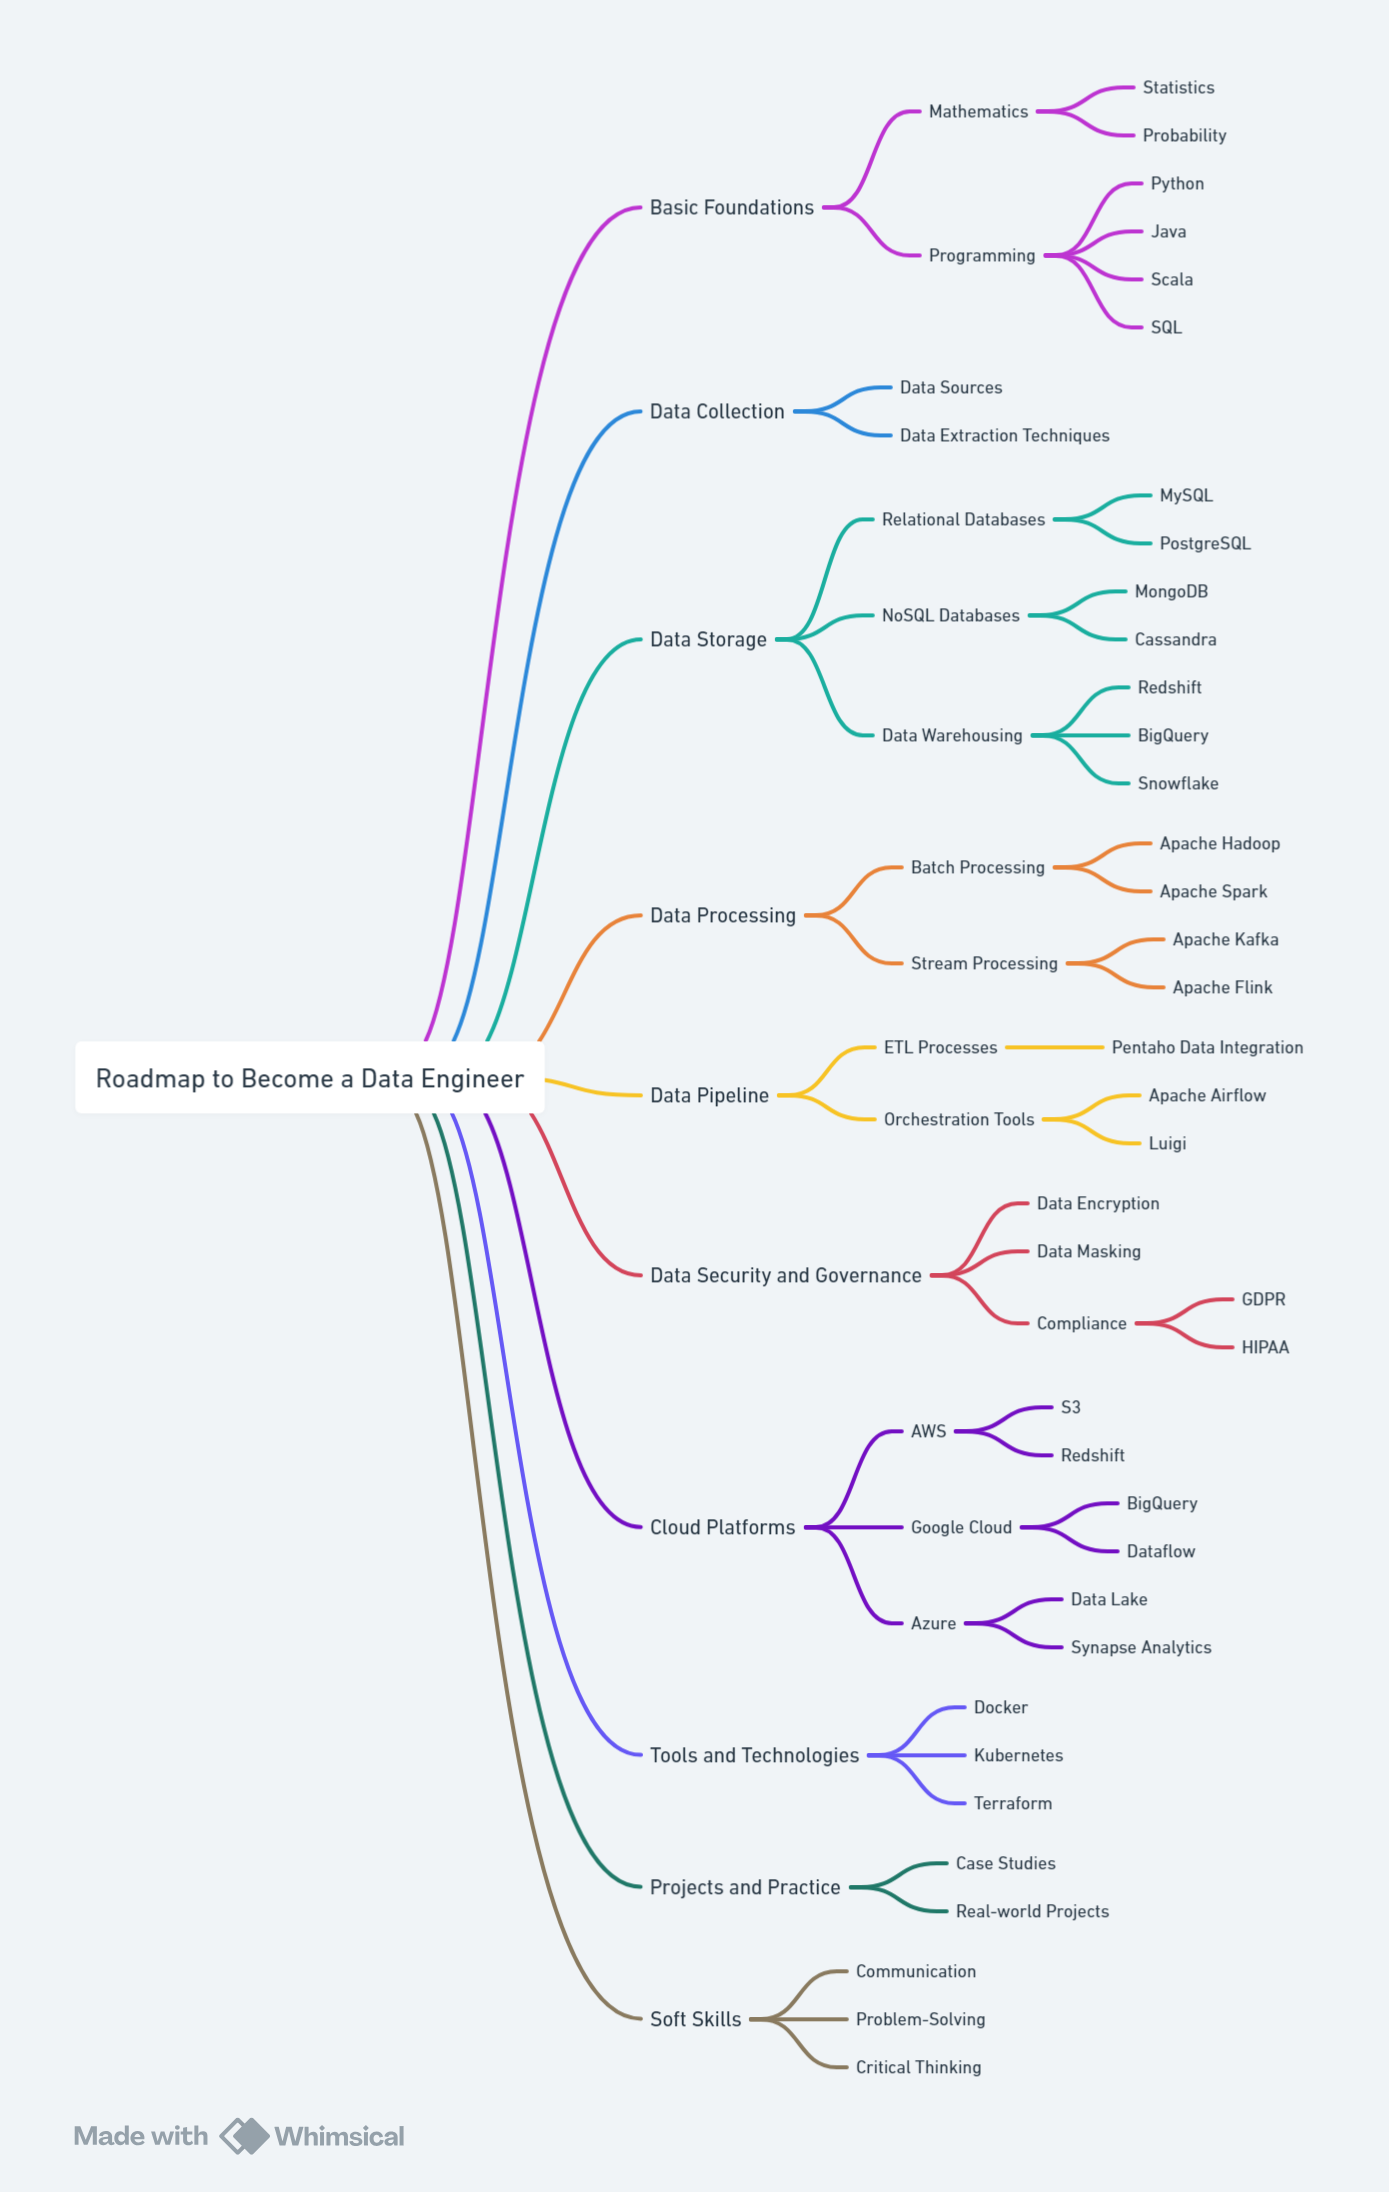 Roadmap to Become a Data Engineer
Basic Foundations
Mathematics
Statistics
Probability
Programming
Python
Java
Scala
SQL
Data Collection
Data Sources
Data Extraction Techniques
Data Storage
Relational Databases
MySQL
PostgreSQL
NoSQL Databases
MongoDB
Cassandra
Data Warehousing
Redshift
BigQuery
Snowflake
Data Processing
Batch Processing
Apache Hadoop
Apache Spark
Stream Processing
Apache Kafka
Apache Flink
Data Pipeline
ETL Processes
Pentaho Data Integration
Orchestration Tools
Apache Airflow
Luigi
Data Security and Governance
Data Encryption
Data Masking
Compliance
GDPR
HIPAA
Cloud Platforms
AWS
S3
Redshift
Google Cloud
BigQuery
Dataflow
Azure
Data Lake
Synapse Analytics
Tools and Technologies
Docker
Kubernetes
Terraform
Projects and Practice
Case Studies
Real-world Projects
Soft Skills
Communication
Problem-Solving
Critical Thinking
Made with Whimsical